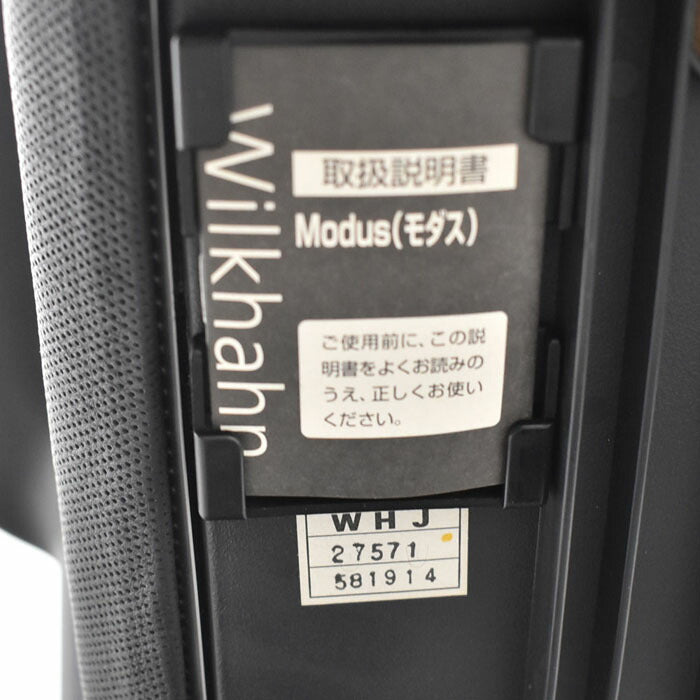 Wilkhahn
取扱説明書
Modus(モダス)
ご使用前に、この説
明書をよくお読みの
うえ、正しくお使い
ください。
WHJ
27571
581914